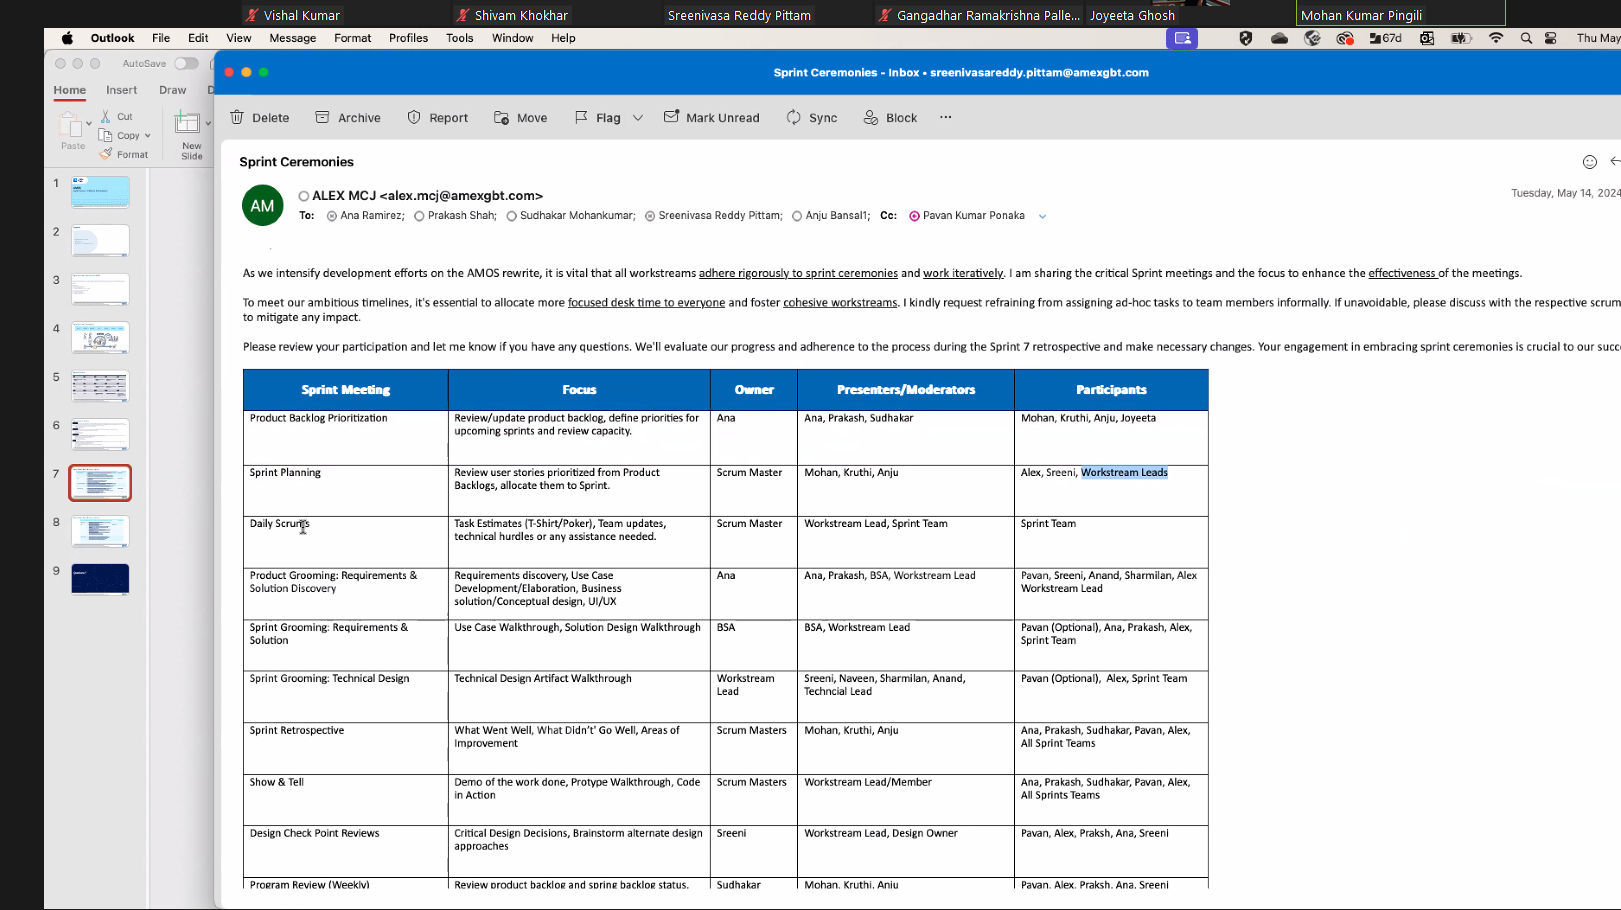 Vishal Kumar
Shivam Khokhar
Sreenivasa Reddy Pittam
Gangadhar Ramakrishna Palle...
Joyeeta Ghosh
Mohan Kumar Pingili
Outlook File Edit View Message Format Profiles Tools Window Help
67d
Thu May
AutoSave
Sprint Ceremonies - Inbox • sreenivasareddy.pittam@amexgbt.com
Home Insert Draw D
Paste
Cut
Copy
Format
New
Slide
Delete Archive Report Move Flag Mark Unread Sync Block ...
1
2
3
4
5
6
7
8
9
Sprint Ceremonies
AM
ALEX MCJ <alex.mcj@amexgbt.com>
Tuesday, May 14, 2024
To: Ana Ramirez; Prakash Shah; Sudhakar Mohankumar; Sreenivasa Reddy Pittam; Anju Bansal1; Cc: Pavan Kumar Ponaka
As we intensify development efforts on the AMOS rewrite, it is vital that all workstreams adhere rigorously to sprint ceremonies and work iteratively. I am sharing the critical Sprint meetings and the focus to enhance the effectiveness of the meetings.
To meet our ambitious timelines, it's essential to allocate more focused desk time to everyone and foster cohesive workstreams. I kindly request refraining from assigning ad-hoc tasks to team members informally. If unavoidable, please discuss with the respective scrum
to mitigate any impact.
Please review your participation and let me know if you have any questions. We'll evaluate our progress and adherence to the process during the Sprint 7 retrospective and make necessary changes. Your engagement in embracing sprint ceremonies is crucial to our succ
Sprint Meeting Focus Owner Presenters/Moderators Participants
Product Backlog Prioritization
Review/update product backlog, define priorities for
upcoming sprints and review capacity.
Ana
Ana, Prakash, Sudhakar
Mohan, Kruthi, Anju, Joyeeta
Sprint Planning
Review user stories prioritized from Product
Backlogs, allocate them to Sprint.
Scrum Master
Mohan, Kruthi, Anju
Alex, Sreeni, Workstream Leads
Daily Scrums
Task Estimates (T-Shirt/Poker), Team updates,
technical hurdles or any assistance needed.
Scrum Master
Workstream Lead, Sprint Team
Sprint Team
Product Grooming: Requirements &
Solution Discovery
Requirements discovery, Use Case
Development/Elaboration, Business
solution/Conceptual design, UI/UX
Ana
Ana, Prakash, BSA, Workstream Lead
Pavan, Sreeni, Anand, Sharmilan, Alex
Workstream Lead
Sprint Grooming: Requirements &
Solution
Use Case Walkthrough, Solution Design Walkthrough
BSA
BSA, Workstream Lead
Pavan (Optional), Ana, Prakash, Alex,
Sprint Team
Sprint Grooming: Technical Design
Technical Design Artifact Walkthrough
Workstream
Lead
Sreeni, Naveen, Sharmilan, Anand,
Techncial Lead
Pavan (Optional), Alex, Sprint Team
Sprint Retrospective
What Went Well, What Didn't' Go Well, Areas of
Improvement
Scrum Masters
Mohan, Kruthi, Anju
Ana, Prakash, Sudhakar, Pavan, Alex,
All Sprint Teams
Show & Tell
Demo of the work done, Protype Walkthrough, Code
in Action
Scrum Masters
Workstream Lead/Member
Ana, Prakash, Sudhakar, Pavan, Alex,
All Sprints Teams
Design Check Point Reviews
Critical Design Decisions, Brainstorm alternate design
approaches
Sreeni
Workstream Lead, Design Owner
Pavan, Alex, Praksh, Ana, Sreeni
Program Review (Weekly)
Review product backlog and spring backlog status.
Sudhakar
Mohan, Kruthi, Anju
Pavan, Alex, Praksh, Ana, Sreeni